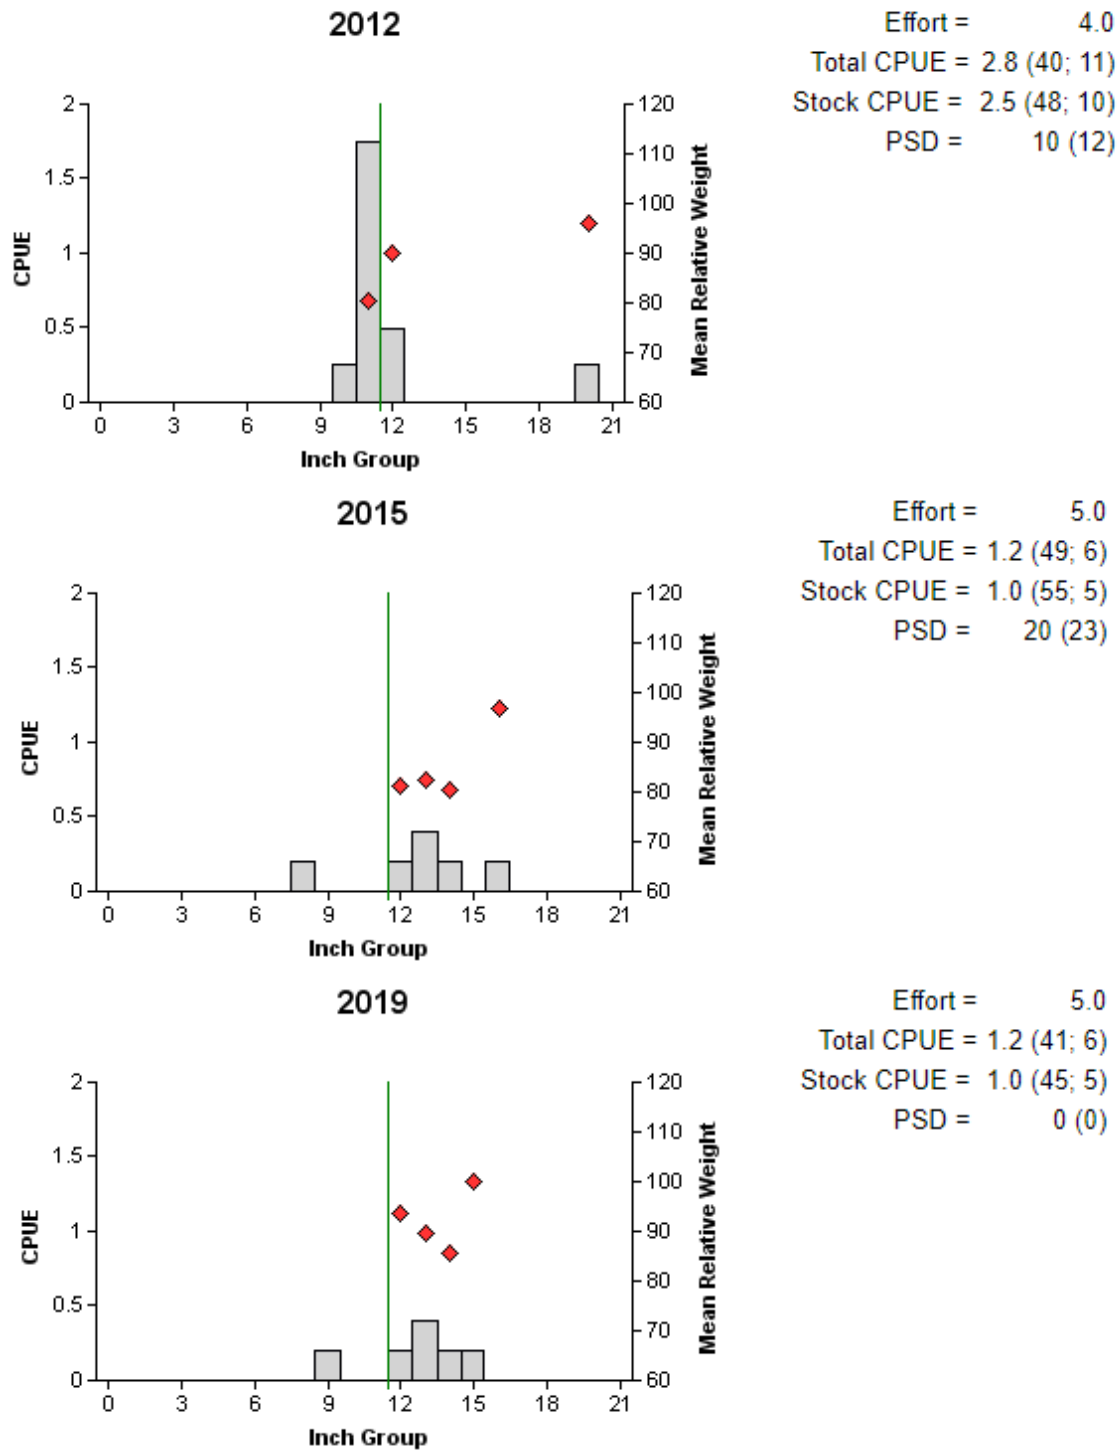 2012
Effort = 4.0
Total CPUE = 2.8 (40; 11)
Stock CPUE = 2.5 (48; 10)
PSD = 10 (12)
2 120
110
1.5 100
1 90
80
0.5 70
0 60
CPUE
Mean Relative Weight
0 3 6 9 12 15 18 21
Inch Group
2015
Effort = 5.0
Total CPUE = 1.2 (49; 6)
Stock CPUE = 1.0 (55; 5)
PSD = 20 (23)
2 120
110
1.5 100
1 90
80
0.5 70
0 60
CPUE
Mean Relative Weight
0 3 6 9 12 15 18 21
Inch Group
2019
Effort = 5.0
Total CPUE = 1.2 (41; 6)
Stock CPUE = 1.0 (45; 5)
PSD = 0 (0)
2 120
110
1.5 100
1 90
80
0.5 70
0 60
CPUE
Mean Relative Weight
0 3 6 9 12 15 18 21
Inch Group